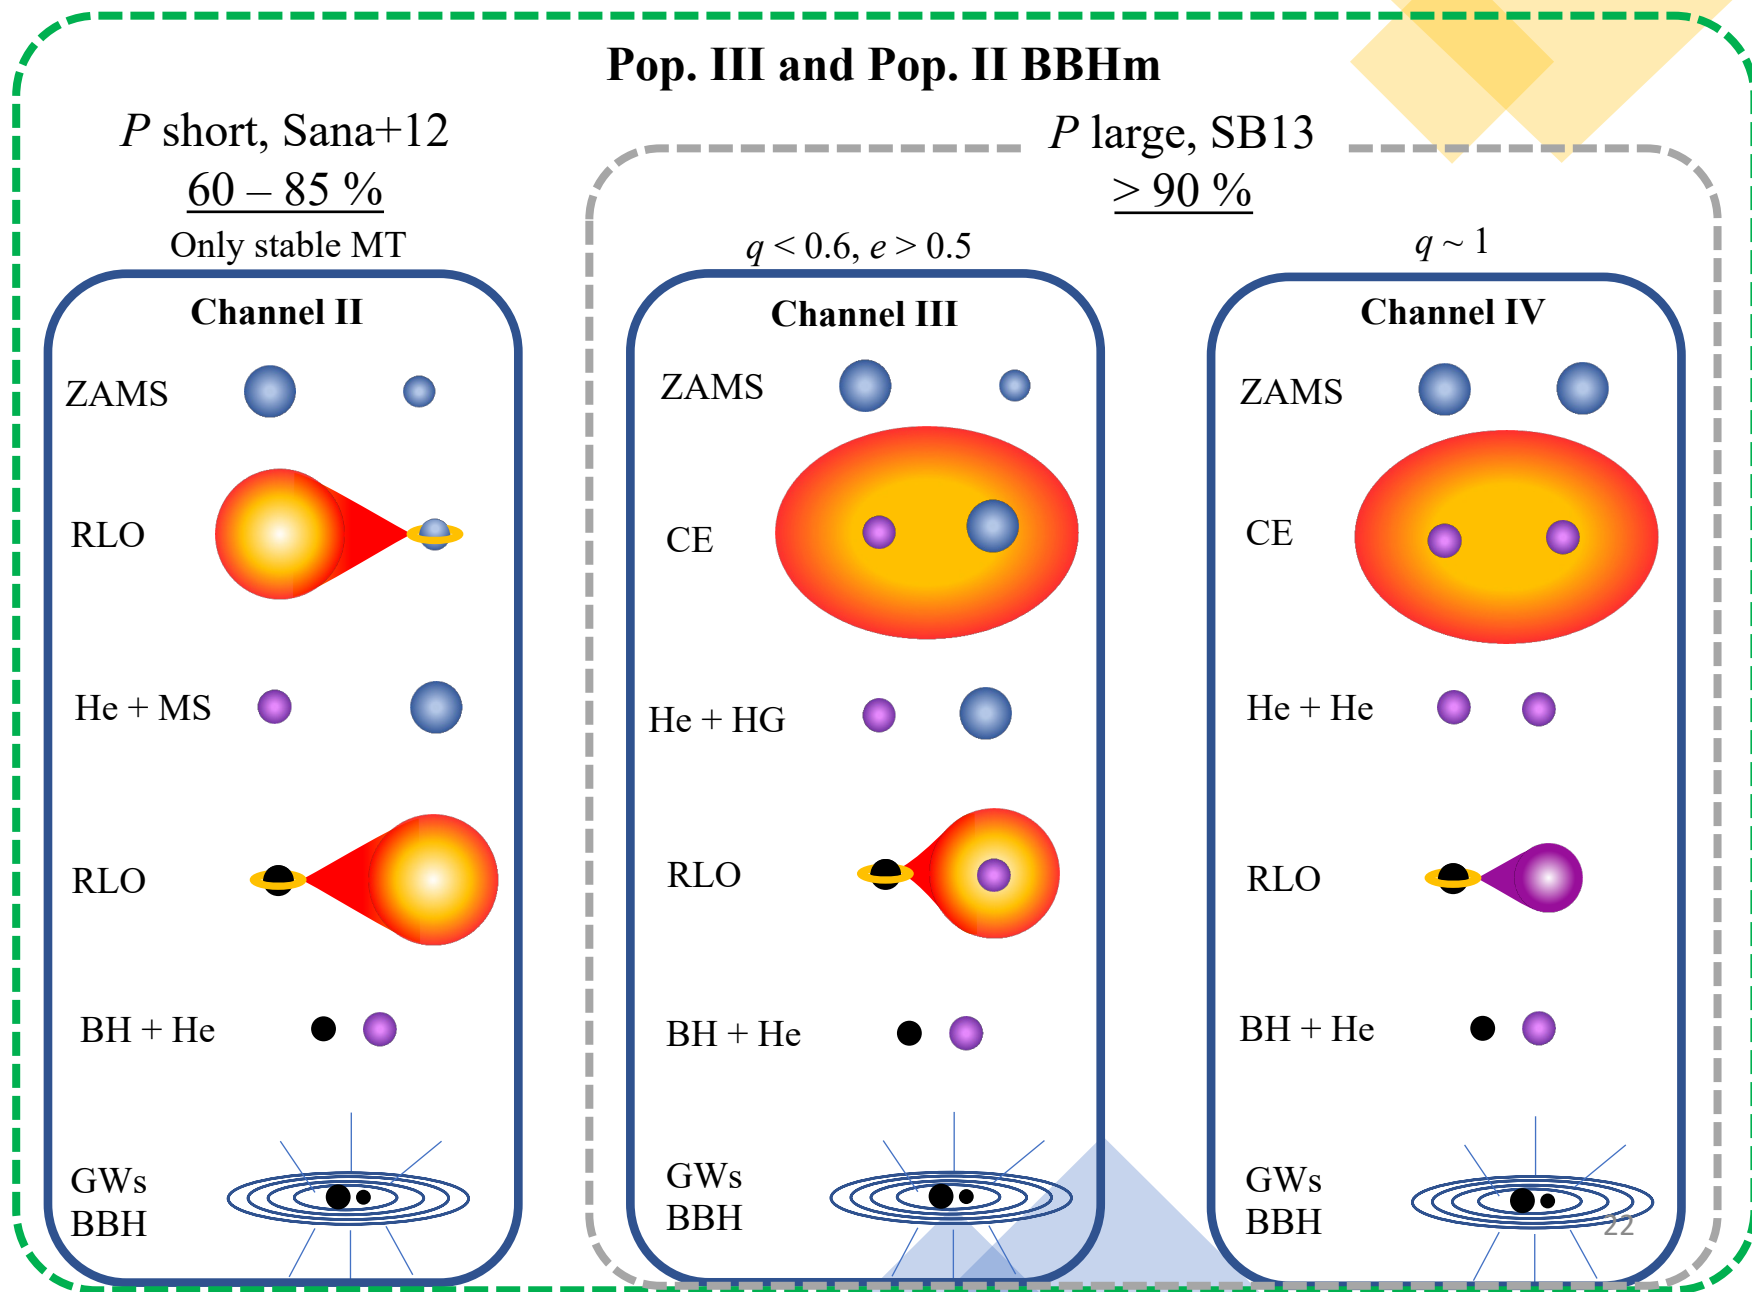 Pop. III and Pop. II BBHm
P short, Sana+12
60 – 85 %
Only stable MT
Channel II
ZAMS
RLO
He + MS
RLO
BH + He
GWs
BBH
P large, SB13
> 90 %
q < 0.6, e > 0.5
Channel III
ZAMS
CE
He + HG
RLO
BH + He
GWs
BBH
q ~ 1
Channel IV
ZAMS
CE
He + He
RLO
BH + He
GWs
BBH
22